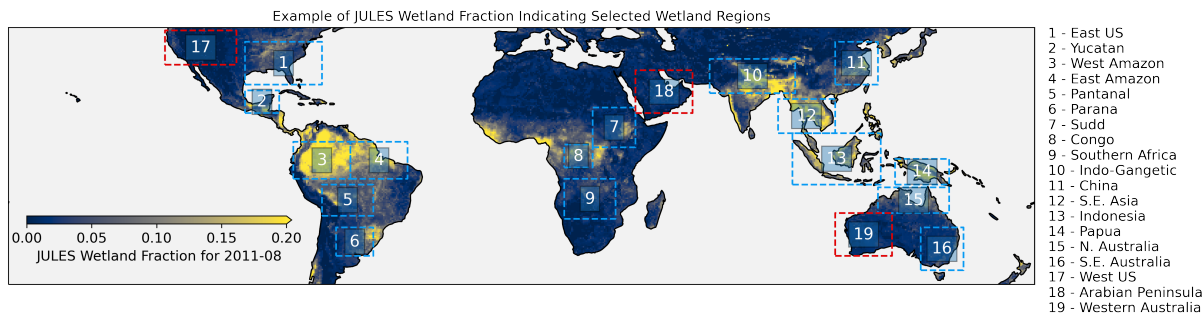 Example of JULES Wetland Fraction Indicating Selected Wetland Regions
17
1
2
3
4
5
6
7
8
9
10
11
12
13
14
15
16
18
19
0.00 0.05 0.10 0.15 0.20
JULES Wetland Fraction for 2011-08
1 - East US
2 - Yucatan
3 - West Amazon
4 - East Amazon
5 - Pantanal
6 - Parana
7 - Sudd
8 - Congo
9 - Southern Africa
10 - Indo-Gangetic
11 - China
12 - S.E. Asia
13 - Indonesia
14 - Papua
15 - N. Australia
16 - S.E. Australia
17 - West US
18 - Arabian Peninsula
19 - Western Australia